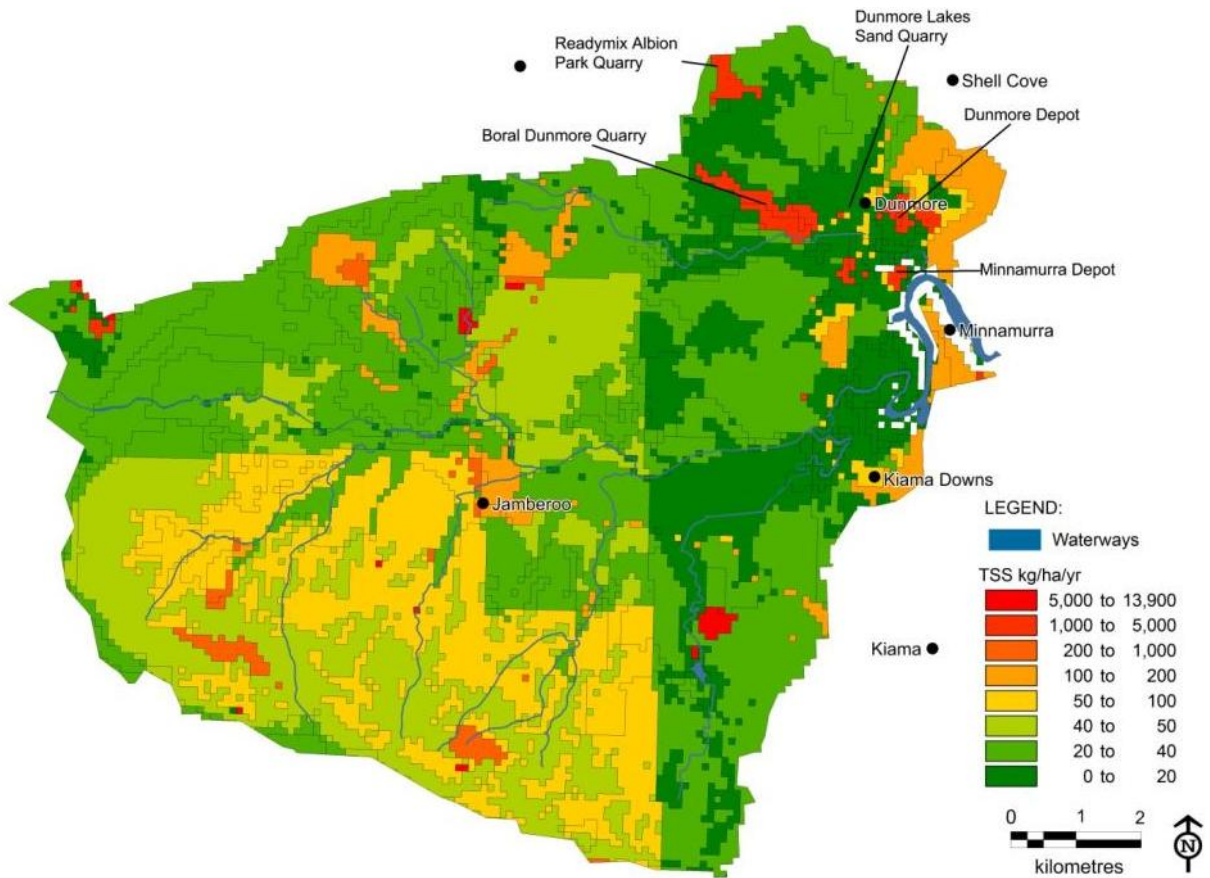 Dunmore Lakes
Sand Quarry
Readymix Albion
Park Quarry
Shell Cove
Dunmore Depot
Boral Dunmore Quarry
Dunmore
Minnamurra Depot
Minnamurra
Kiama Downs
Jamberoo
Kiama
LEGEND:
Waterways
TSS kg/ha/yr
5,000 to 13,900
1,000 to 5,000
200 to 1,000
100 to 200
50 to 100
40 to 50
20 to 40
0 to 20
0 1 2
kilometres
N